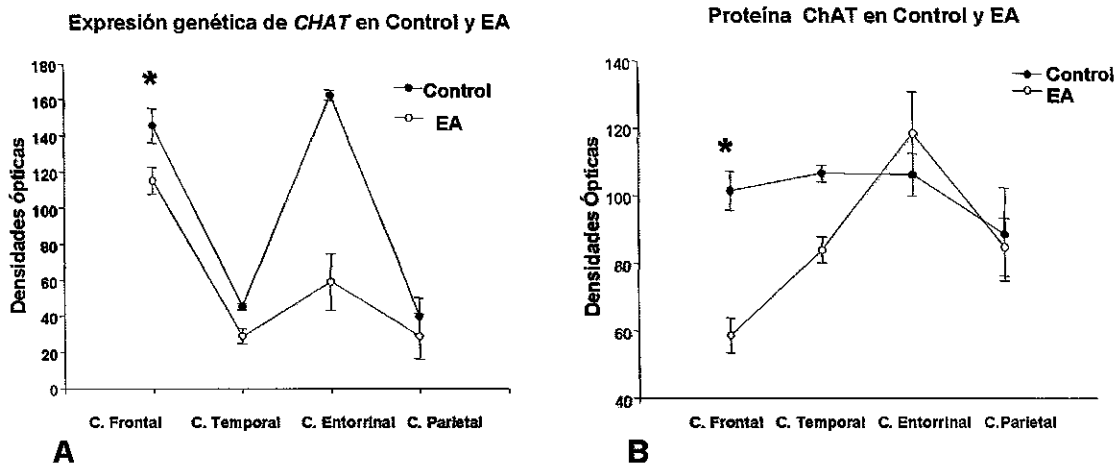 Expresión genética de CHAT en Control y EA
*
Control
EA
Densidades ópticas
180
160
140
120
100
80
60
40
20
0
C. Frontal C. Temporal C. Entorrinal C. Parietal
A
Proteína ChAT en Control y EA
*
Control
EA
Densidades Ópticas
140
120
100
80
60
40
C. Frontal C. Temporal C. Entorrinal C.Parietal
B